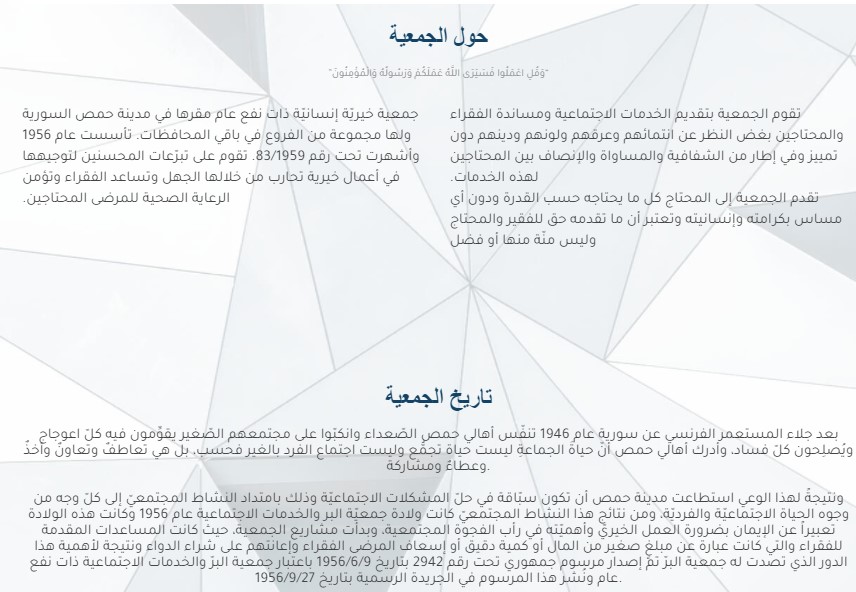 حول الجمعية
"وَقُلِ اعْمَلُوا فَسَيَرَى اللَّهُ عَمَلَكُمْ وَرَسُولُهُ وَالْمُؤْمِنُونَ"
تقوم الجمعية بتقديم الخدمات الاجتماعية ومساندة الفقراء
والمحتاجين بغض النظر عن انتمائهم وعرقهم ولونهم ودينهم دون
تمييز وفي إطار من الشفافية والمساواة والإنصاف بين المحتاجين
لهذه الخدمات.
تقدم الجمعية إلى المحتاج كل ما يحتاجه حسب القدرة ودون أي
مساس بكرامته وإنسانيته وتعتبر أن ما تقدمه حق للفقير والمحتاج
وليس منّة منها أو فضل
جمعية خيريّة إنسانيّة ذات نفع عام مقرها في مدينة حمص السورية
ولها مجموعة من الفروع في باقي المحافظات. تأسست عام 1956
وأشهرت تحت رقم 83/1959. تقوم على تبرّعات المحسنين لتوجيهها
في أعمال خيرية تحارب من خلالها الجهل وتساعد الفقراء وتؤمن
الرعاية الصحية للمرضى المحتاجين.
تاريخ الجمعية
بعد جلاء المستعمر الفرنسي عن سورية عام 1946 تنفّس أهالي حمص الصّعداء وانكبّوا على مجتمعهم الصّغير يقوّمون فيه كلّ اعوجاجٍ
ويُصلِحون كلّ فساد، وأدرك أهالي حمص أنّ حياةَ الجماعةِ ليست حياة تجمّع وليست اجتماع الفرد بالغير فحسب، بل هي تعاطفٌ وتعاونٌ وأخذٌ
وعطاءٌ ومشاركة.
ونتيجةً لهذا الوعي استطاعت مدينة حمص أن تكون سبّاقة في حلّ المشكلات الاجتماعيّة وذلك بامتداد النشاط المجتمعيّ إلى كلّ وجه من
وجوه الحياة الاجتماعيّة والفرديّة، ومن نتائج هذا النشاط المجتمعيّ كانت ولادة جمعيّة البر والخدمات الاجتماعية عام 1956 وكانت هذه الولادة
تعبيراً عن الإيمان بضرورة العمل الخيريّ وأهميّته في رأب الفجوة المجتمعية، وبدأت مشاريع الجمعية، حيث كانت المساعدات المقدمة
للفقراء والتي كانت عبارة عن مبلغ صغير من المال أو كمية دقيق أو إسعاف المرضى الفقراء وإعانتهم على شراء الدواء ونتيجة لأهمية هذا
الدور الذي تصدت له جمعية البرّ تمّ إصدار مرسوم جمهوري تحت رقم 2942 بتاريخ 1956/6/9 باعتبار جمعية البرّ والخدمات الاجتماعية ذات نفع
عام ونُشر هذا المرسوم في الجريدة الرسمية بتاريخ 1956/9/27.